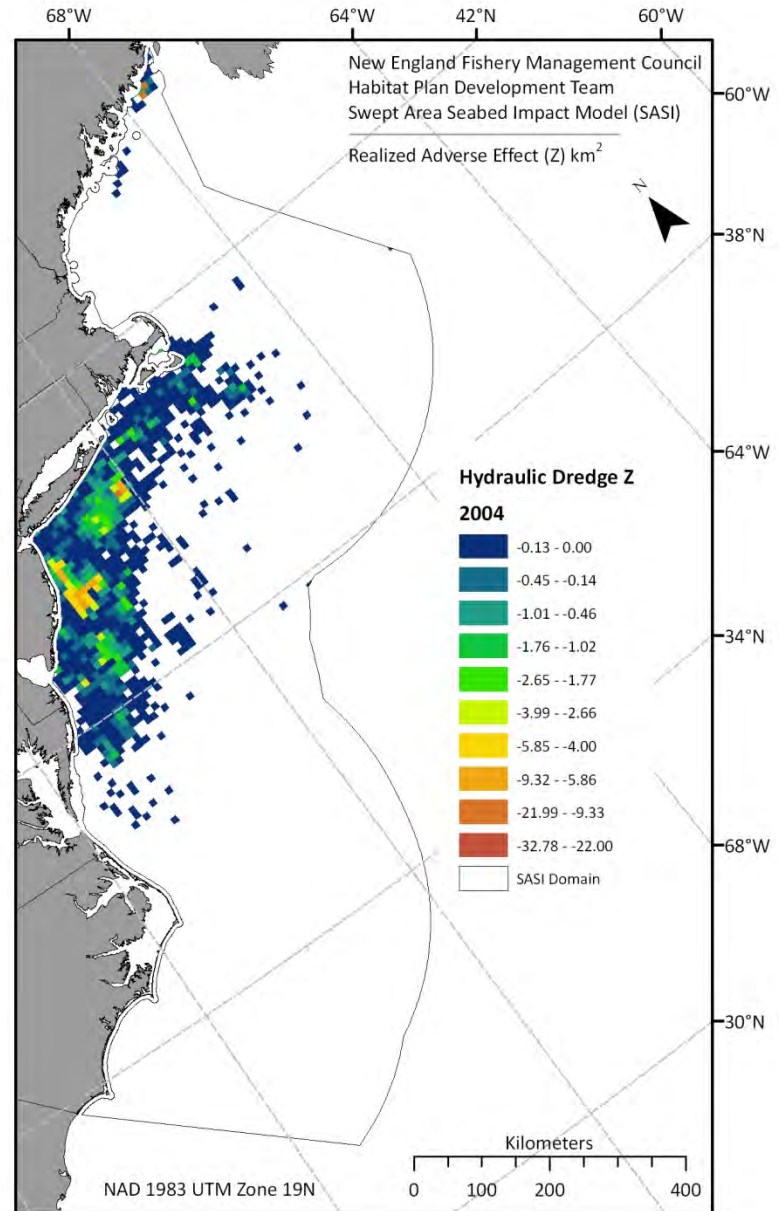 68°W
64°W
42°N
60°W
New England Fishery Management Council
Habitat Plan Development Team
Swept Area Seabed Impact Model (SASI)
Realized Adverse Effect (Z) km²
60°W
N
38°N
64°W
Hydraulic Dredge Z
2004
-0.13 - 0.00
-0.45 - -0.14
-1.01 - -0.46
-1.76 - -1.02
-2.65 - -1.77
-3.99 - -2.66
-5.85 - -4.00
-9.32 - -5.86
-21.99 - -9.33
-32.78 - -22.00
SASI Domain
34°N
68°W
30°N
Kilometers
0 100 200 400
NAD 1983 UTM Zone 19N